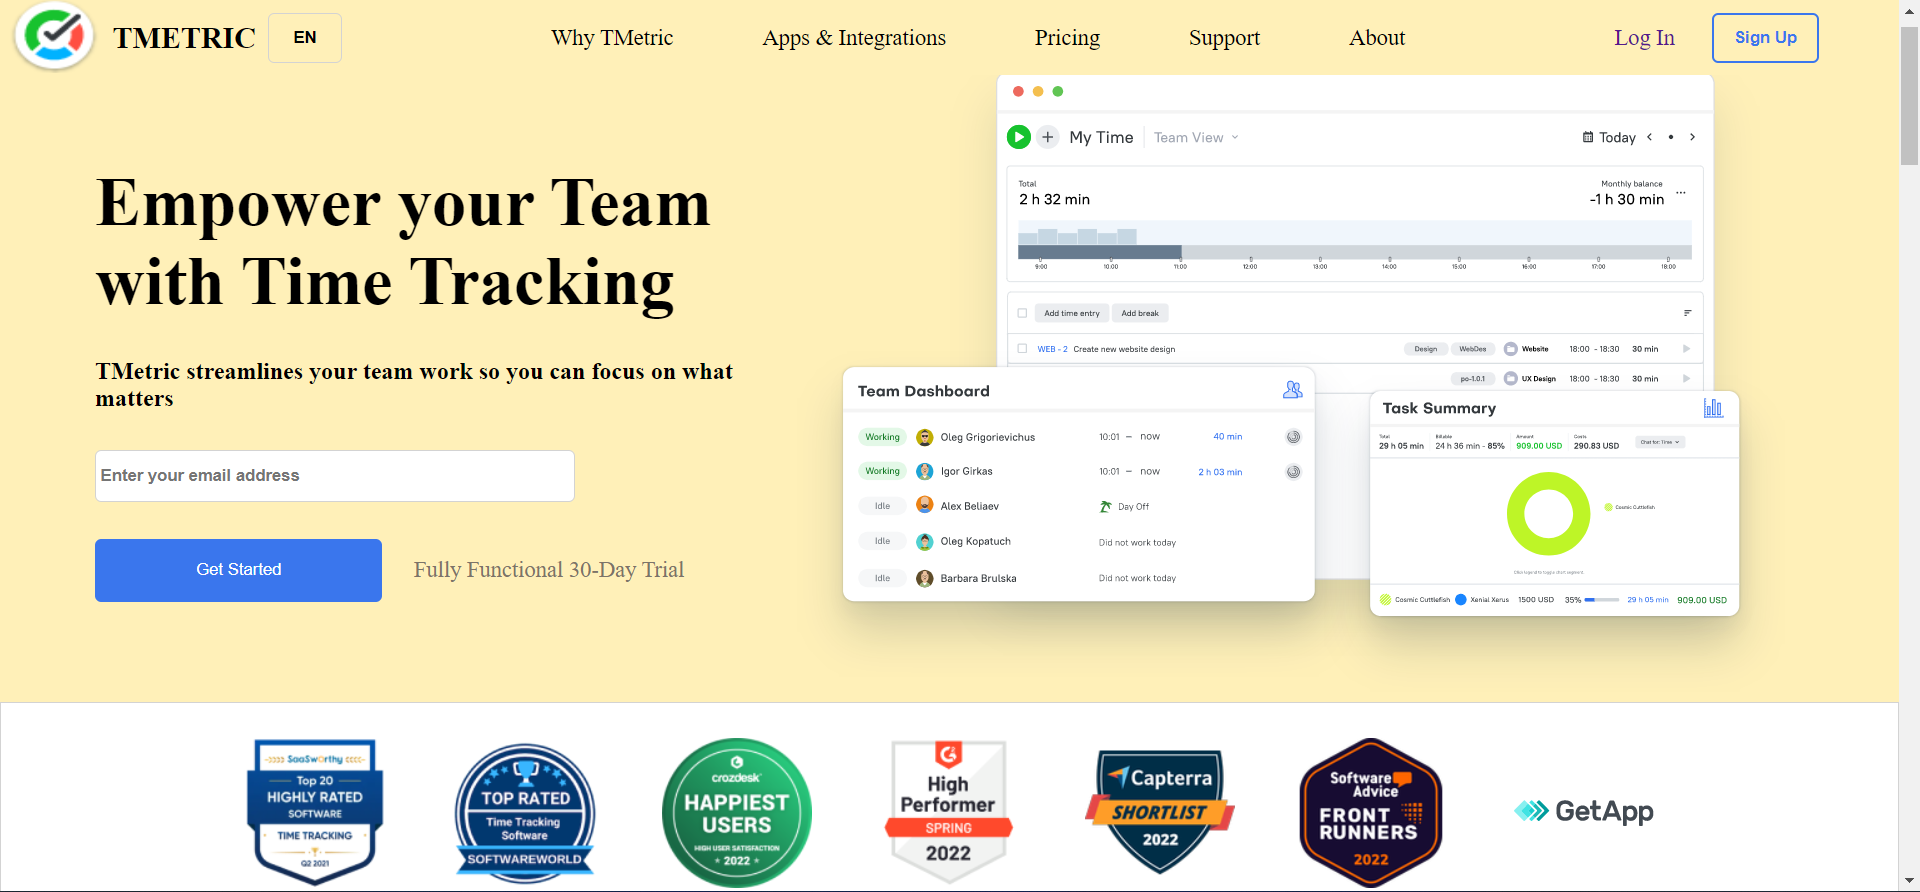 TMETRIC
EN
Why TMetric
Apps & Integrations
Pricing
Support
About
Log In
Sign Up
Empower your Team
with Time Tracking
TMetric streamlines your team work so you can focus on what
matters
Enter your email address
Get Started
Fully Functional 30-Day Trial
My Time
Team View
Today
Total
2 h 32 min
Monthly balance
-1 h 30 min
9:00 10:00 11:00 12:00 13:00 14:00 15:00 16:00 17:00 18:00
Add time entry
Add break
WEB - 2 Create new website design
Design
WebDee
Website
18:00 - 18:30
30 min
po-1.0.1
UX Design
18:00 - 18:30
30 min
Team Dashboard
Working Oleg Grigorievichus 10:01 – now 40 min
Working Igor Girkas 10:01 – now 2 h 03 min
Idle Alex Beliaev Day Off
Idle Oleg Kopatuch Did not work today
Idle Barbara Brulska Did not work today
Task Summary
Total
29 h 05 min
Billable
24 h 36 min - 85%
Amount
909.00 USD
Costs
290.83 USD
Chat for: Time
Cosmic Cuttlefish
Click legend to toggle chart segment
Cosmic Cuttlefish Xenial Xerus 1500 USD 35% 29 h 05 min 909.00 USD
SaaSworthy
Top 20
HIGHLY RATED
SOFTWARE
TIME TRACKING
Q2 2021
TOP RATED
Time Tracking
Software
SOFTWAREWORLD
crozdesk
HAPPIEST
USERS
HIGH USER SATISFACTION
2022
G2
High
Performer
SPRING
2022
Capterra
SHORTLIST
2022
Software
Advice
FRONT
RUNNERS
2022
GetApp